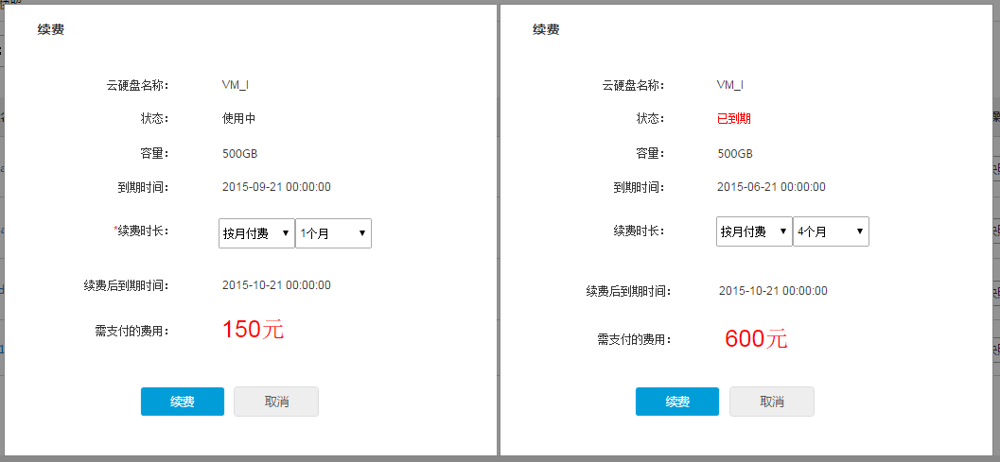 续费
云硬盘名称： VM_I
状态： 使用中
容量： 500GB
到期时间： 2015-09-21 00:00:00
*续费时长： 按月付费 ▼ 1个月 ▼
续费后到期时间： 2015-10-21 00:00:00
需支付的费用： 150元
续费 取消
续费
云硬盘名称： VM_I
状态： 已到期
容量： 500GB
到期时间： 2015-06-21 00:00:00
续费时长： 按月付费 ▼ 4个月 ▼
续费后到期时间： 2015-10-21 00:00:00
需支付的费用： 600元
续费 取消